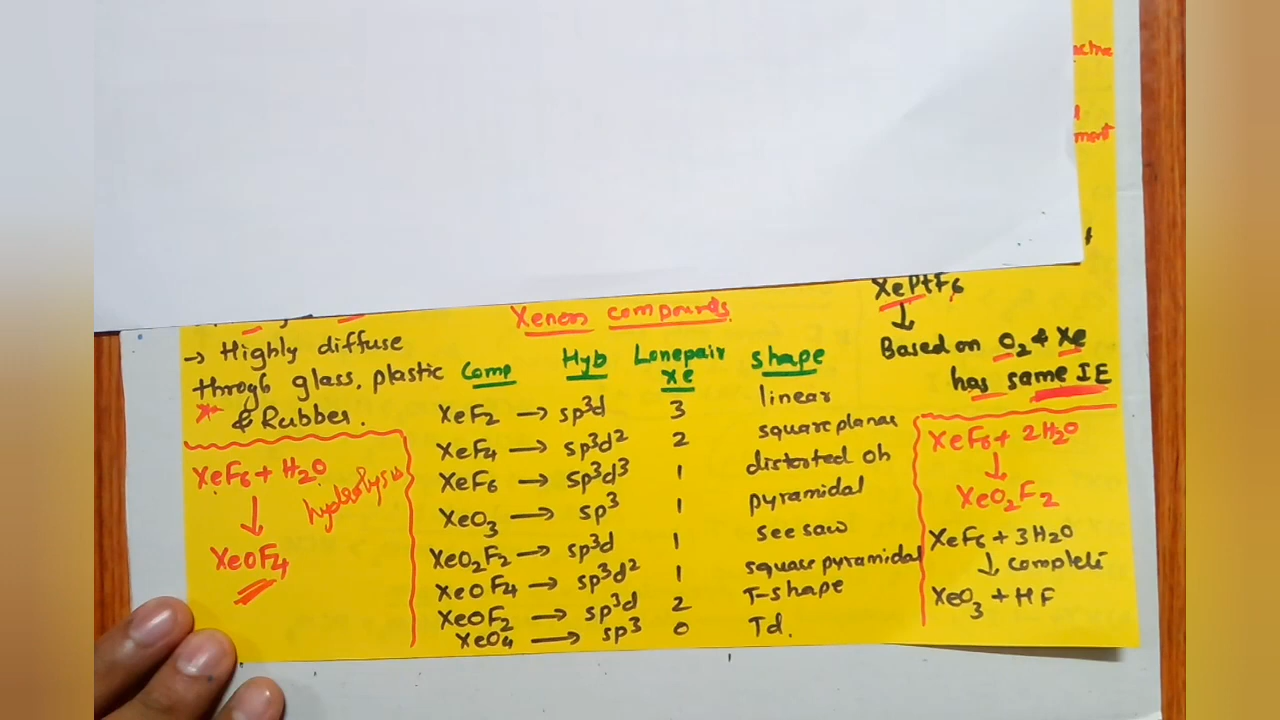 active
ment
XePtF6
Xenon compounds
→ Highly diffuse
throgh glass, plastic
& Rubber.
Based on O2 & Xe
has same IE
Comp Hyb Lonepair Xe shape
XeF2 → sp3d 3 linear
XeF4 → sp3d2 2 square planar
XeF6 → sp3d3 1 distorted oh
XeO3 → sp3 1 pyramidal
XeO2F2 → sp3d 1 see saw
XeOF4 → sp3d2 1 square pyramidal
XeOF2 → sp3d 2 T-shape
XeO4 → sp3 0 Td.
XeF6 + H2O
hydrolysis
↓
XeOF4
XeF6 + 2H2O
↓
XeO2F2
XeF6 + 3H2O
↓ complete
XeO3 + HF